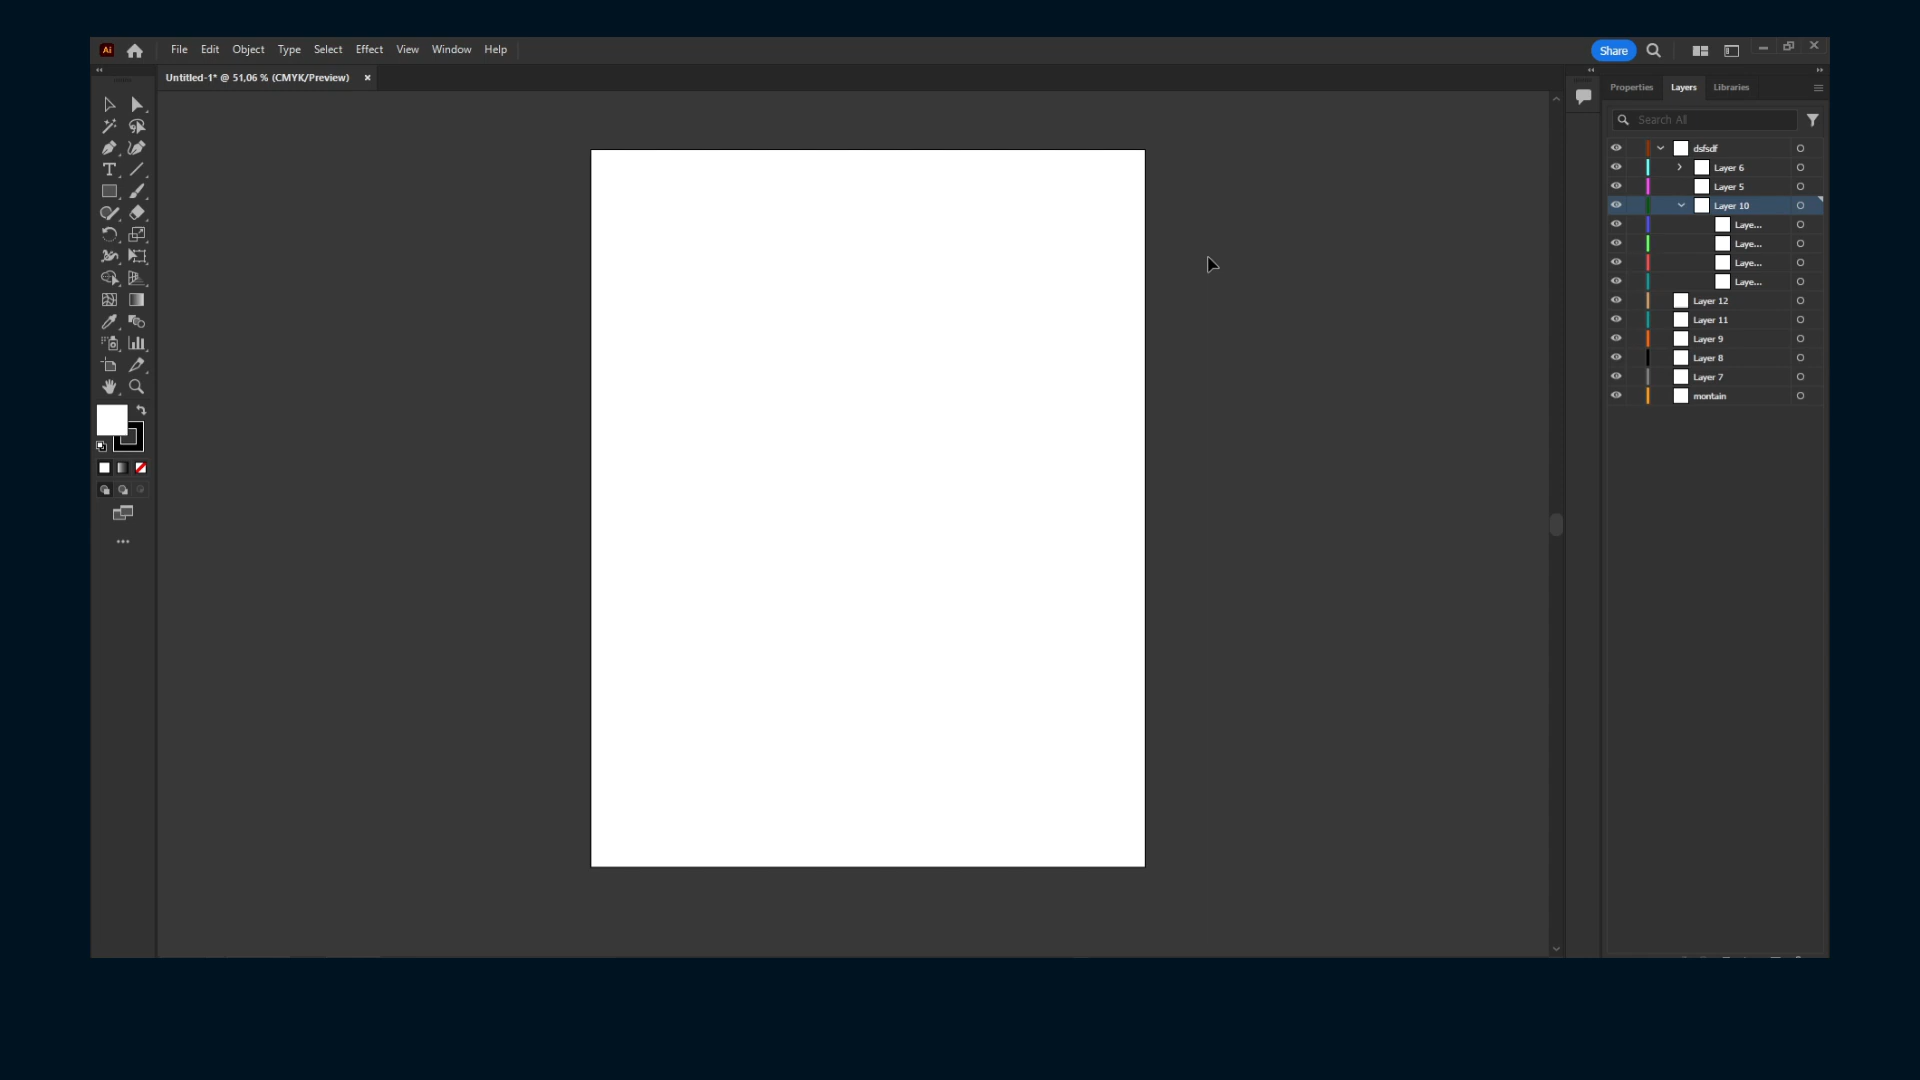 Ai
File Edit Object Type Select Effect View Window Help
Share
Untitled-1* @ 51,06 % (CMYK/Preview) ×
Properties Layers Libraries
Search All
dsfsdf
Layer 6
Layer 5
Layer 10
Laye...
Laye...
Laye...
Laye...
Layer 12
Layer 11
Layer 9
Layer 8
Layer 7
montain